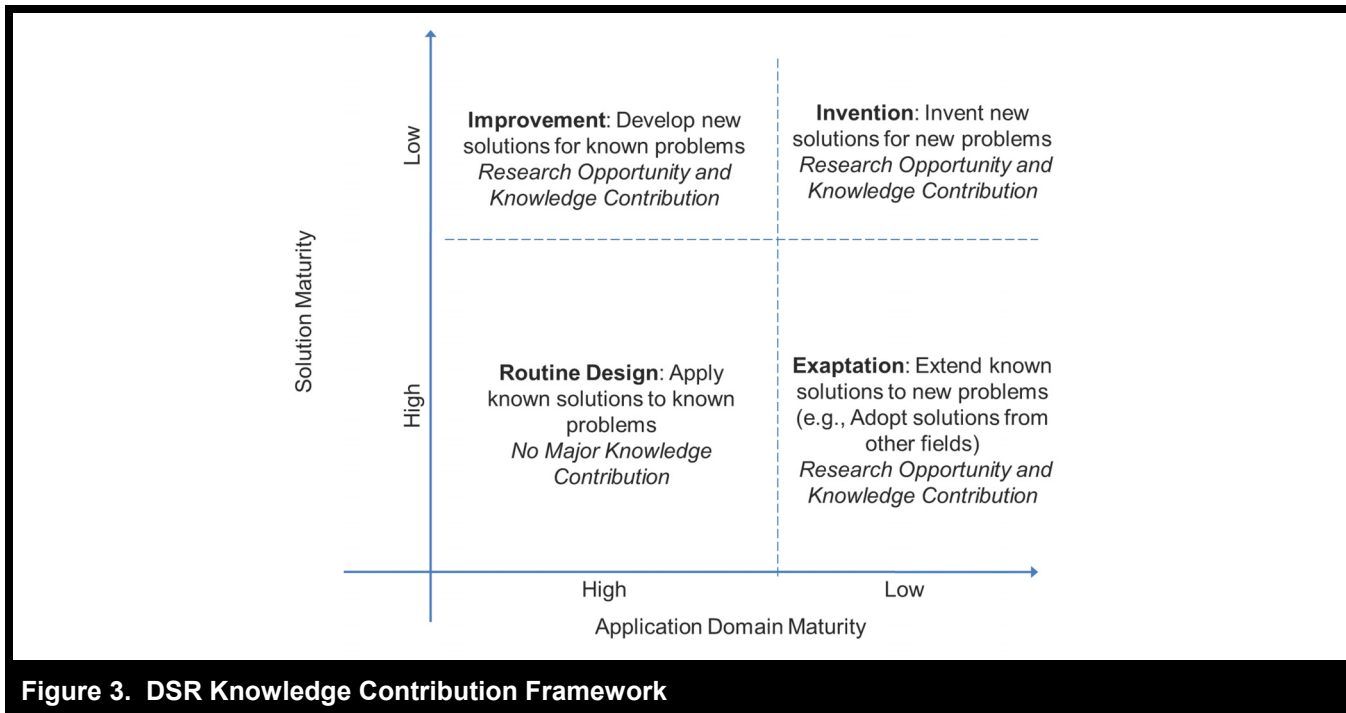 Solution Maturity
Low
High
Improvement: Develop new
solutions for known problems
Research Opportunity and
Knowledge Contribution
Invention: Invent new
solutions for new problems
Research Opportunity and
Knowledge Contribution
Routine Design: Apply
known solutions to known
problems
No Major Knowledge
Contribution
Exaptation: Extend known
solutions to new problems
(e.g., Adopt solutions from
other fields)
Research Opportunity and
Knowledge Contribution
High
Low
Application Domain Maturity
Figure 3. DSR Knowledge Contribution Framework